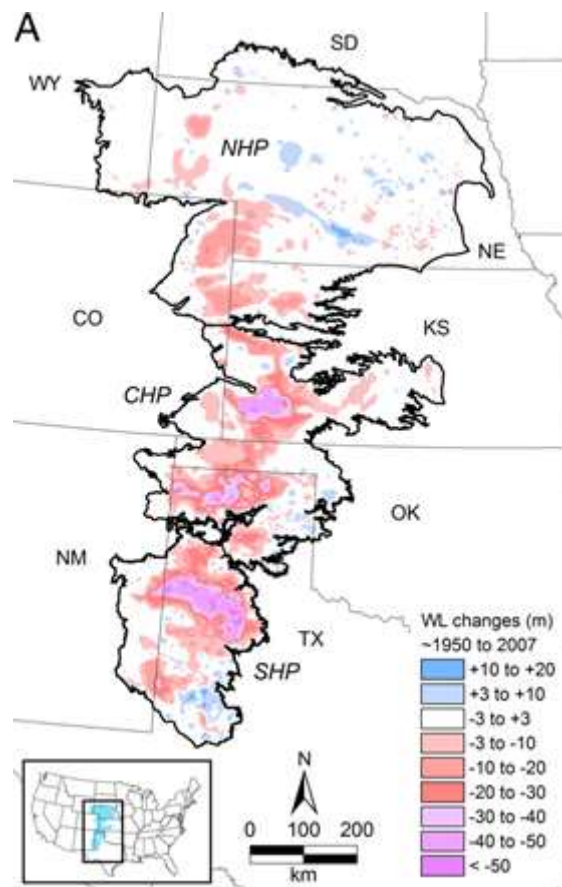 A
SD
WY
NHP
NE
CO
KS
CHP
OK
NM
TX
SHP
WL changes (m)
~1950 to 2007
+10 to +20
+3 to +10
-3 to +3
-3 to -10
-10 to -20
-20 to -30
-30 to -40
-40 to -50
< -50
N
0 100 200
km